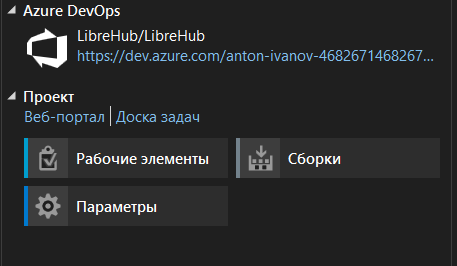 Azure DevOps
LibreHub/LibreHub
https://dev.azure.com/anton-ivanov-4682671468267...
Проект
Веб-портал | Доска задач
Рабочие элементы
Сборки
Параметры